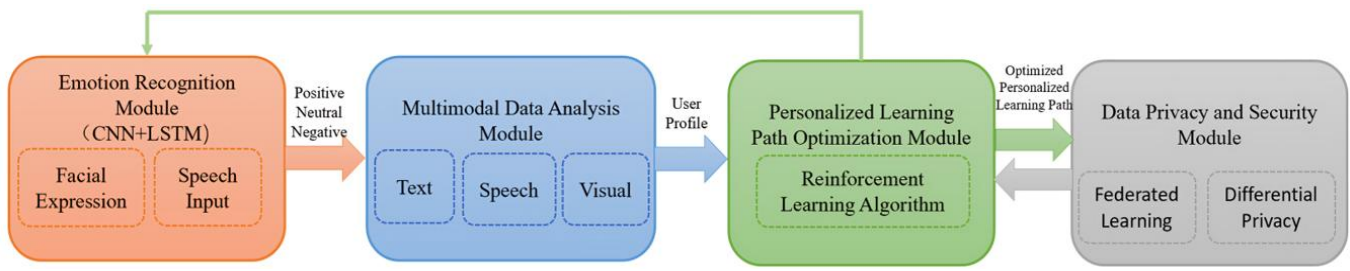 Emotion Recognition
Module
（CNN+LSTM）
Facial
Expression
Speech
Input
Positive
Neutral
Negative
Multimodal Data Analysis
Module
Text
Speech
Visual
User
Profile
Personalized Learning
Path Optimization Module
Reinforcement
Learning Algorithm
Optimized
Personalized
Learning Path
Data Privacy and Security
Module
Federated
Learning
Differential
Privacy